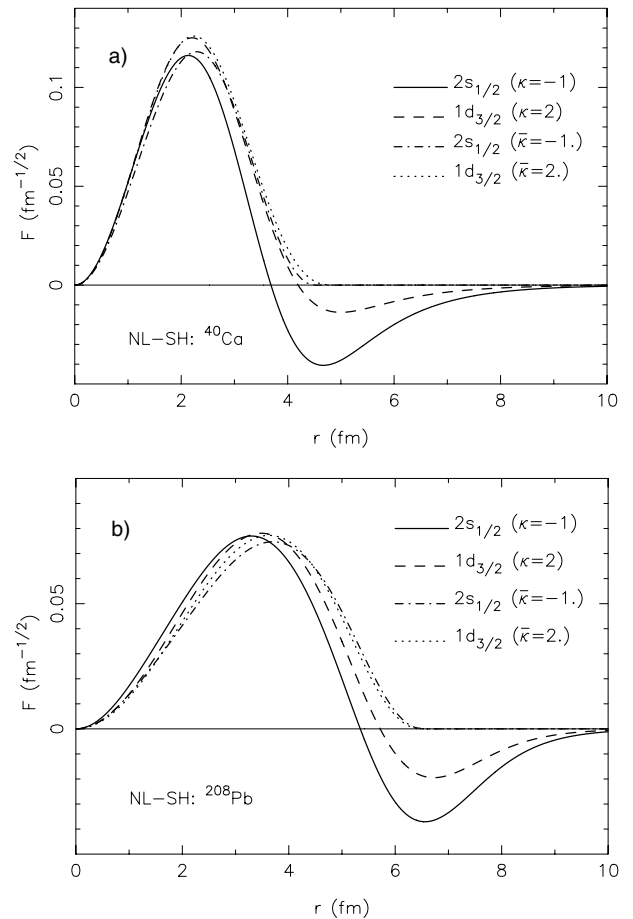 a)
0.1
0.05
0
F (fm⁻¹/²)
2s₁/₂ (κ=−1)
1d₃/₂ (κ=2)
2s₁/₂ (κ̄=−1.)
1d₃/₂ (κ̄=2.)
NL−SH: ⁴⁰Ca
0 2 4 6 8 10
r (fm)
b)
0.05
0
F (fm⁻¹/²)
2s₁/₂ (κ=−1)
1d₃/₂ (κ=2)
2s₁/₂ (κ̄=−1.)
1d₃/₂ (κ̄=2.)
NL−SH: ²⁰⁸Pb
0 2 4 6 8 10
r (fm)